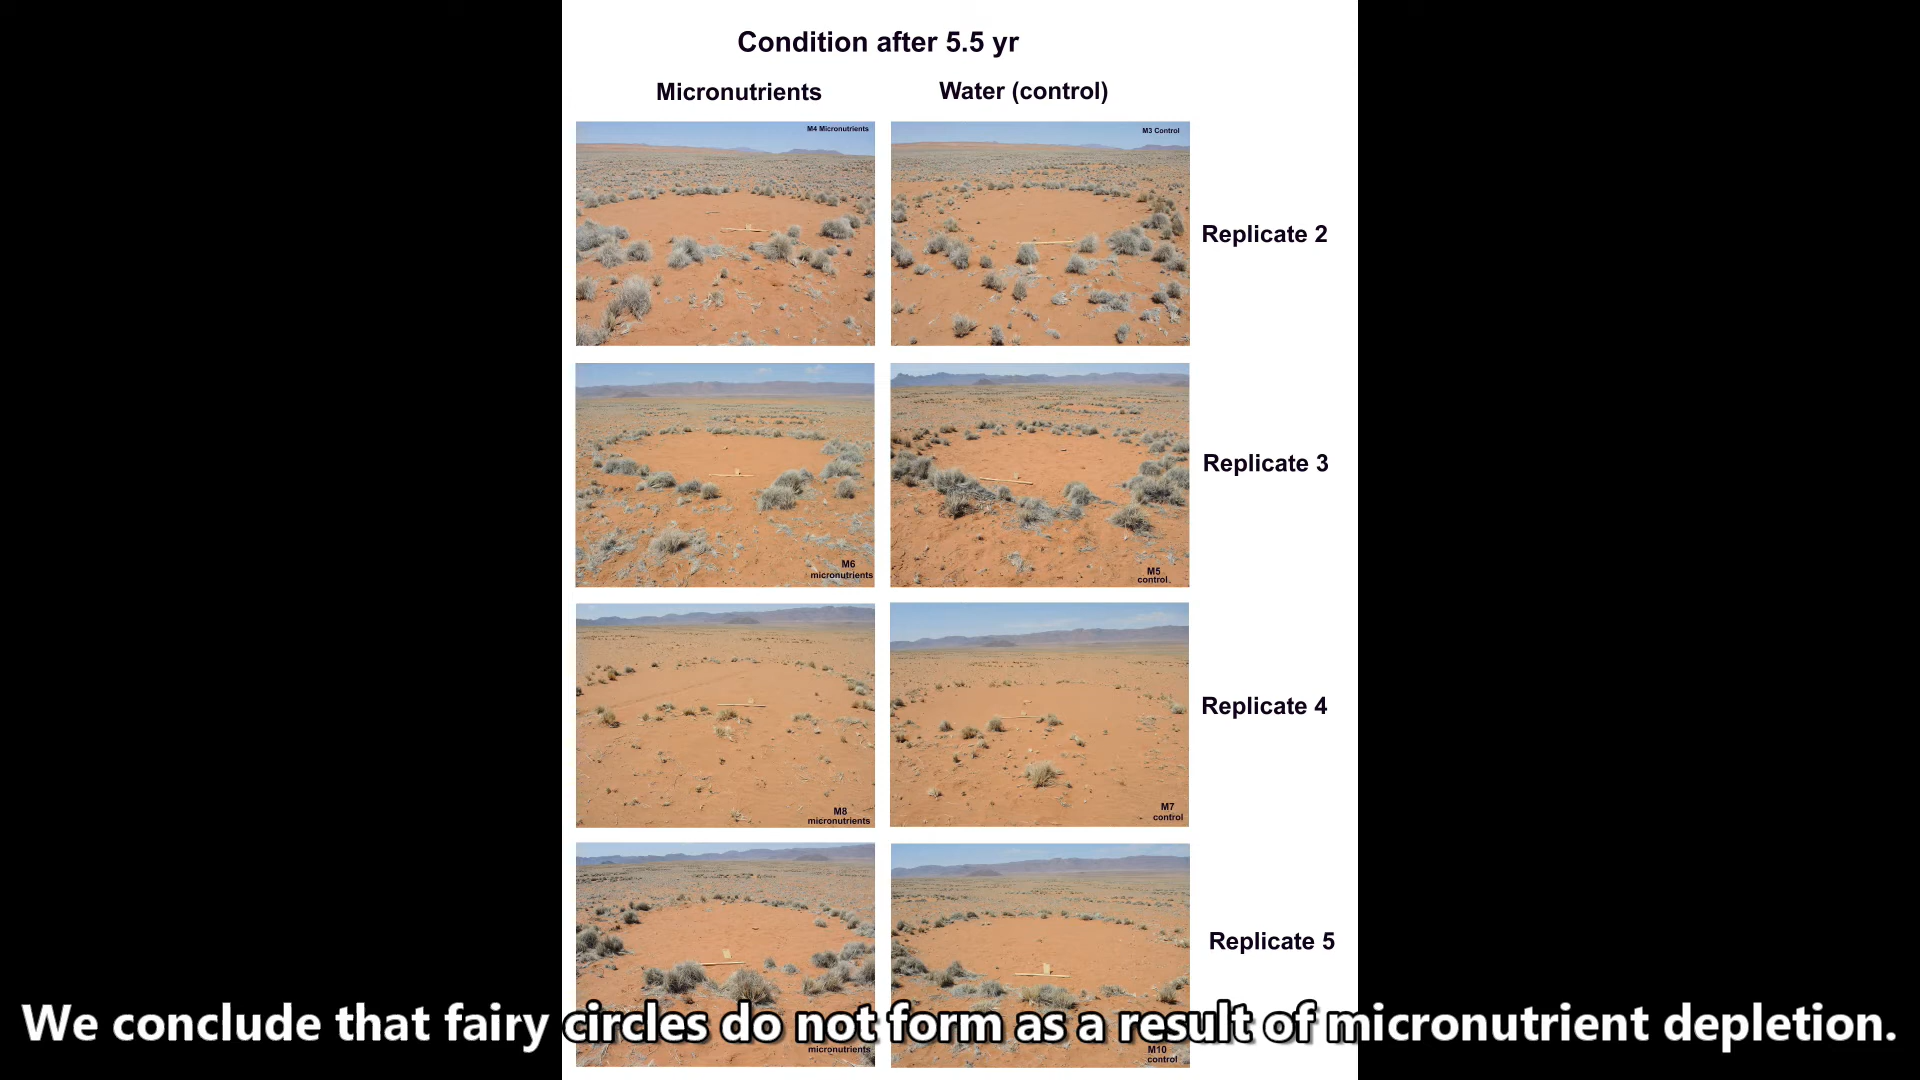 Condition after 5.5 yr
Micronutrients
Water (control)
M4 Micronutrients
M3 Control
Replicate 2
M6
micronutrients
M5
control
Replicate 3
M8
micronutrients
M7
control
Replicate 4
Replicate 5
micronutrients
M10
control
We conclude that fairy circles do not form as a result of micronutrient depletion.